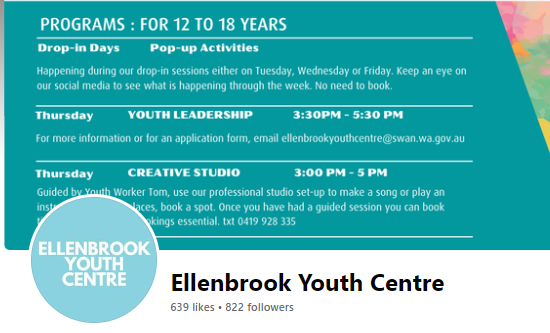 PROGRAMS : FOR 12 TO 18 YEARS
Drop-in Days Pop-up Activities
Happening during our drop-in sessions either on Tuesday, Wednesday or Friday. Keep an eye on
our social media to see what is happening through the week. No need to book.
Thursday YOUTH LEADERSHIP 3:30PM - 5:30 PM
For more information or for an application form, email ellenbrookyouthcentre@swan.wa.gov.au
Thursday CREATIVE STUDIO 3:00 PM - 5 PM
Guided by Youth Worker Tom, use our professional studio set-up to make a song or play an
book a spot. Once you have had a guided session you can book
essential. txt 0419 928 335
ELLENBROOK
YOUTH
CENTRE
Ellenbrook Youth Centre
639 likes • 822 followers